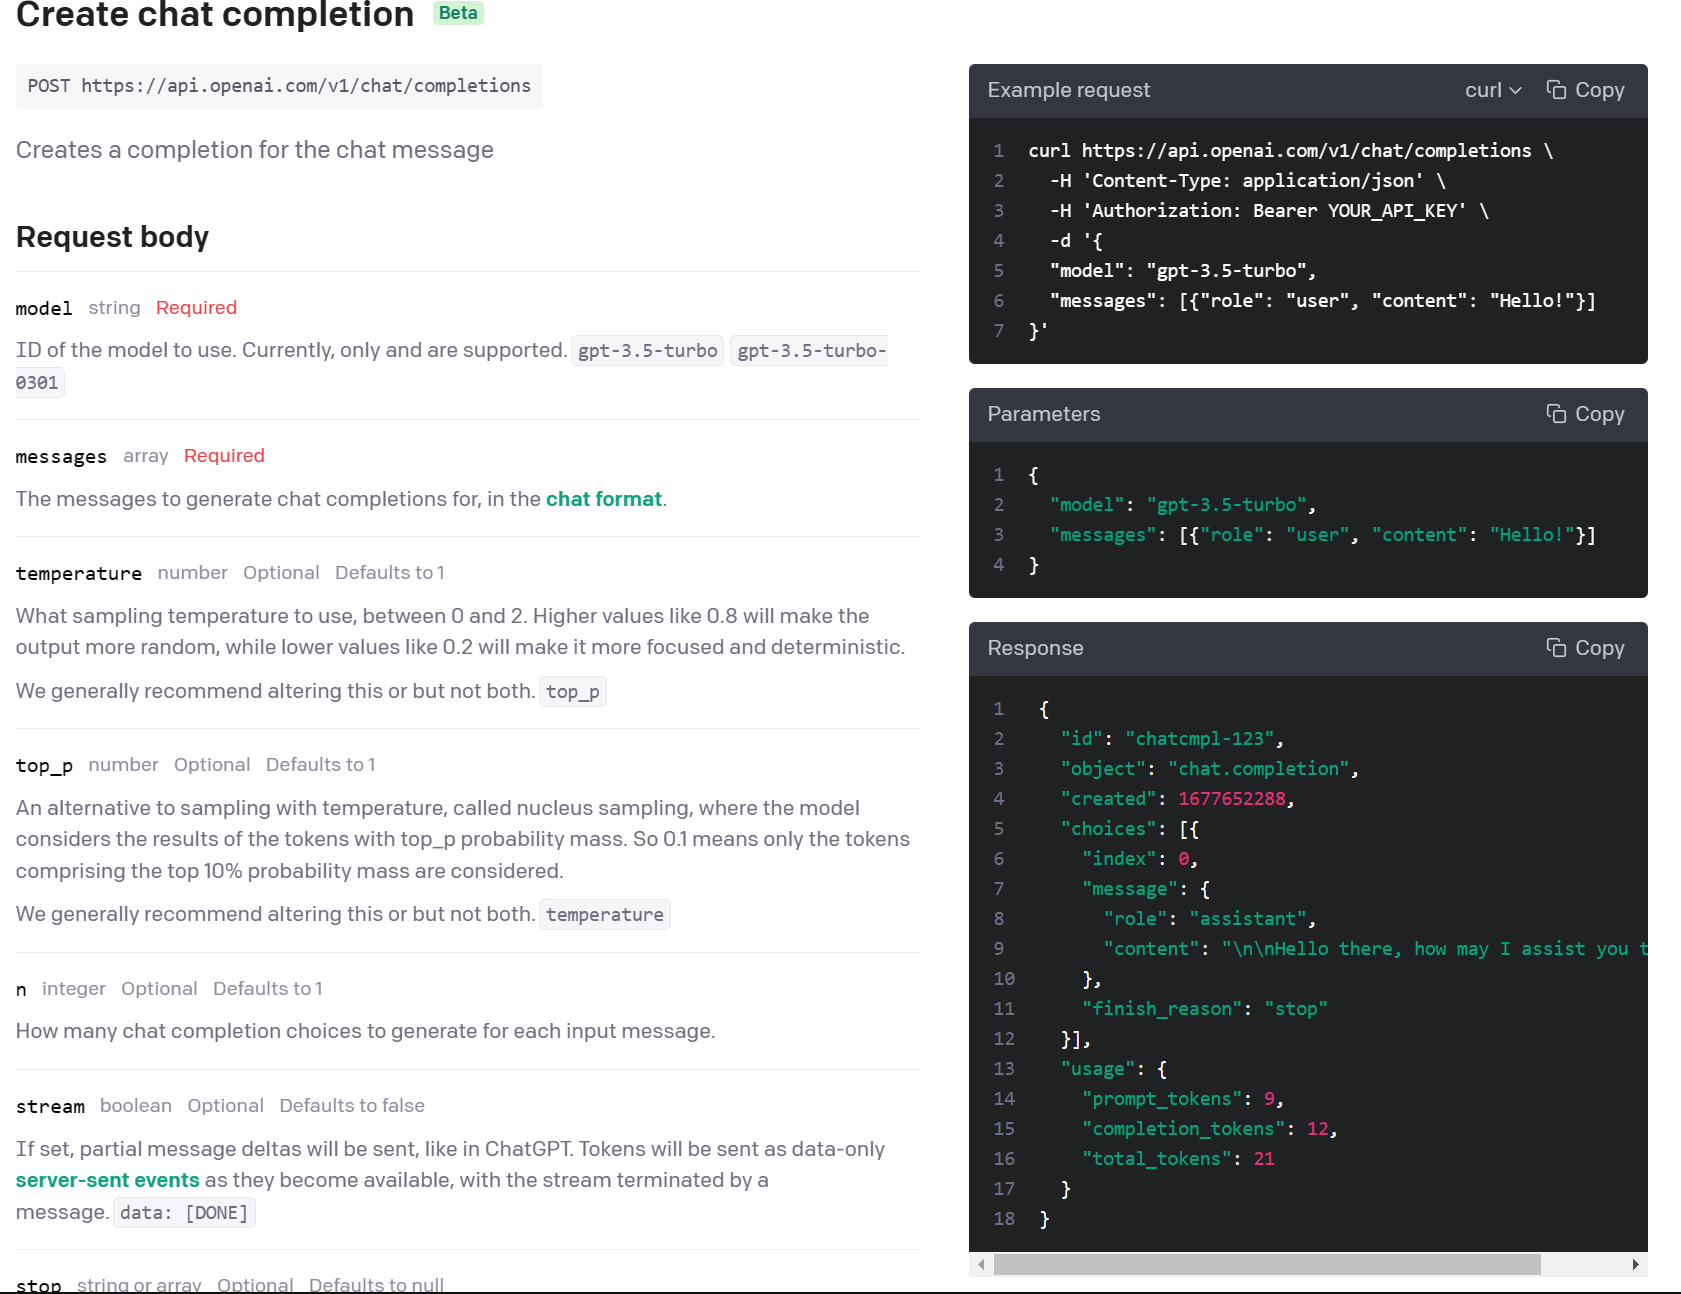 Create chat completion Beta
POST https://api.openai.com/v1/chat/completions
Creates a completion for the chat message
Request body
model string Required
ID of the model to use. Currently, only and are supported. gpt-3.5-turbo gpt-3.5-turbo-
0301
messages array Required
The messages to generate chat completions for, in the chat format.
temperature number Optional Defaults to 1
What sampling temperature to use, between 0 and 2. Higher values like 0.8 will make the
output more random, while lower values like 0.2 will make it more focused and deterministic.
We generally recommend altering this or but not both. top_p
top_p number Optional Defaults to 1
An alternative to sampling with temperature, called nucleus sampling, where the model
considers the results of the tokens with top_p probability mass. So 0.1 means only the tokens
comprising the top 10% probability mass are considered.
We generally recommend altering this or but not both. temperature
n integer Optional Defaults to 1
How many chat completion choices to generate for each input message.
stream boolean Optional Defaults to false
If set, partial message deltas will be sent, like in ChatGPT. Tokens will be sent as data-only
server-sent events as they become available, with the stream terminated by a
message. data: [DONE]
stop string or array Optional Defaults to null
Example request curl Copy
1 curl https://api.openai.com/v1/chat/completions \
2 -H 'Content-Type: application/json' \
3 -H 'Authorization: Bearer YOUR_API_KEY' \
4 -d '{
5 "model": "gpt-3.5-turbo",
6 "messages": [{"role": "user", "content": "Hello!"}]
7 }'
Parameters Copy
1 {
2 "model": "gpt-3.5-turbo",
3 "messages": [{"role": "user", "content": "Hello!"}]
4 }
Response Copy
1 {
2 "id": "chatcmpl-123",
3 "object": "chat.completion",
4 "created": 1677652288,
5 "choices": [{
6 "index": 0,
7 "message": {
8 "role": "assistant",
9 "content": "\n\nHello there, how may I assist you t
10 },
11 "finish_reason": "stop"
12 }],
13 "usage": {
14 "prompt_tokens": 9,
15 "completion_tokens": 12,
16 "total_tokens": 21
17 }
18 }